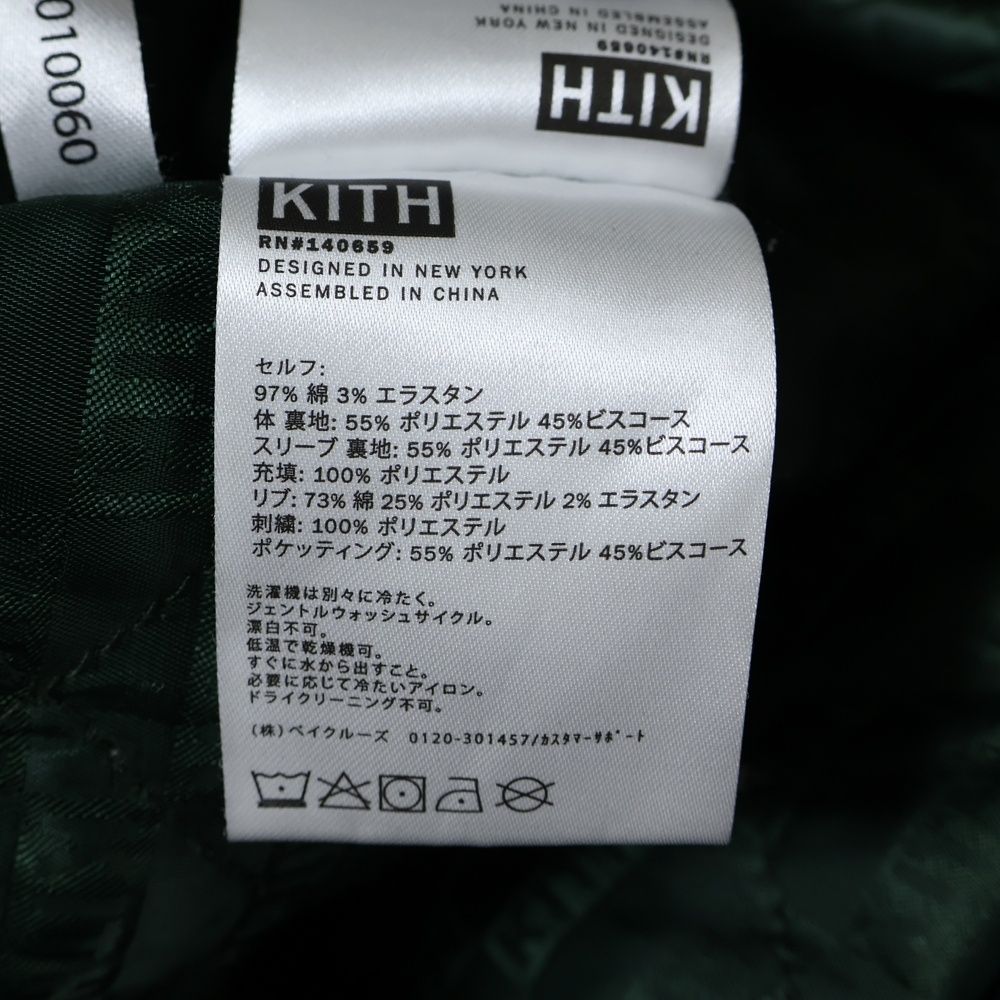 010060
ASSEMBLED IN CHINA
DESIGNED IN NEW YORK
RN#140659
KITH
KITH
RN#140659
DESIGNED IN NEW YORK
ASSEMBLED IN CHINA
セルフ:
97% 綿 3% エラスタン
体 裏地: 55% ポリエステル 45%ビスコース
スリーブ 裏地: 55% ポリエステル 45%ビスコース
充填: 100% ポリエステル
リブ: 73% 綿 25% ポリエステル 2% エラスタン
刺繍: 100% ポリエステル
ポケッティング: 55% ポリエステル 45%ビスコース
洗濯機は別々に冷たく。
ジェントルウォッシュサイクル。
漂白不可。
低温で乾燥機可。
すぐに水から出すこと。
必要に応じて冷たいアイロン。
ドライクリーニング不可。
(株)ベイクルーズ 0120-301457/ｶｽﾀﾏｰｻﾎﾟｰﾄ